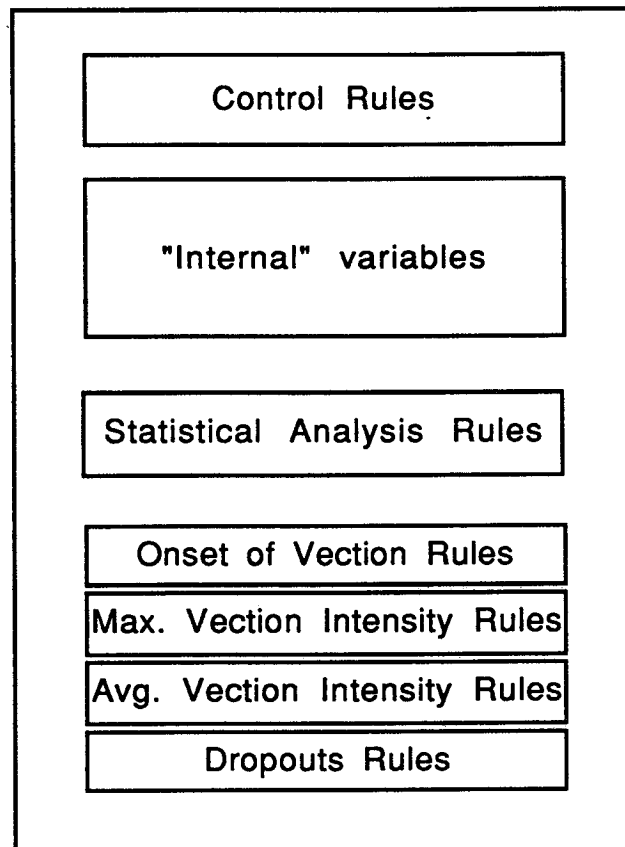 Control Rules
"Internal" variables
Statistical Analysis Rules
Onset of Vection Rules
Max. Vection Intensity Rules
Avg. Vection Intensity Rules
Dropouts Rules